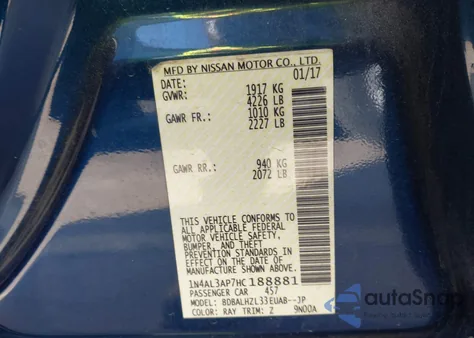 MFD BY NISSAN MOTOR CO., LTD.
DATE: 01/17
GVWR: 1917 KG
4226 LB
GAWR FR.: 1010 KG
2227 LB
GAWR RR.: 940 KG
2072 LB
THIS VEHICLE CONFORMS TO
ALL APPLICABLE FEDERAL
MOTOR VEHICLE SAFETY,
BUMPER, AND THEFT
PREVENTION STANDARDS IN
EFFECT ON THE DATE OF
MANUFACTURE SHOWN ABOVE.
1N4AL3AP7HC188881
PASSENGER CAR 457
MODEL: BDBALHZL33EUAB--JP
COLOR: RAY TRIM: Z 9N00A
autoSnap